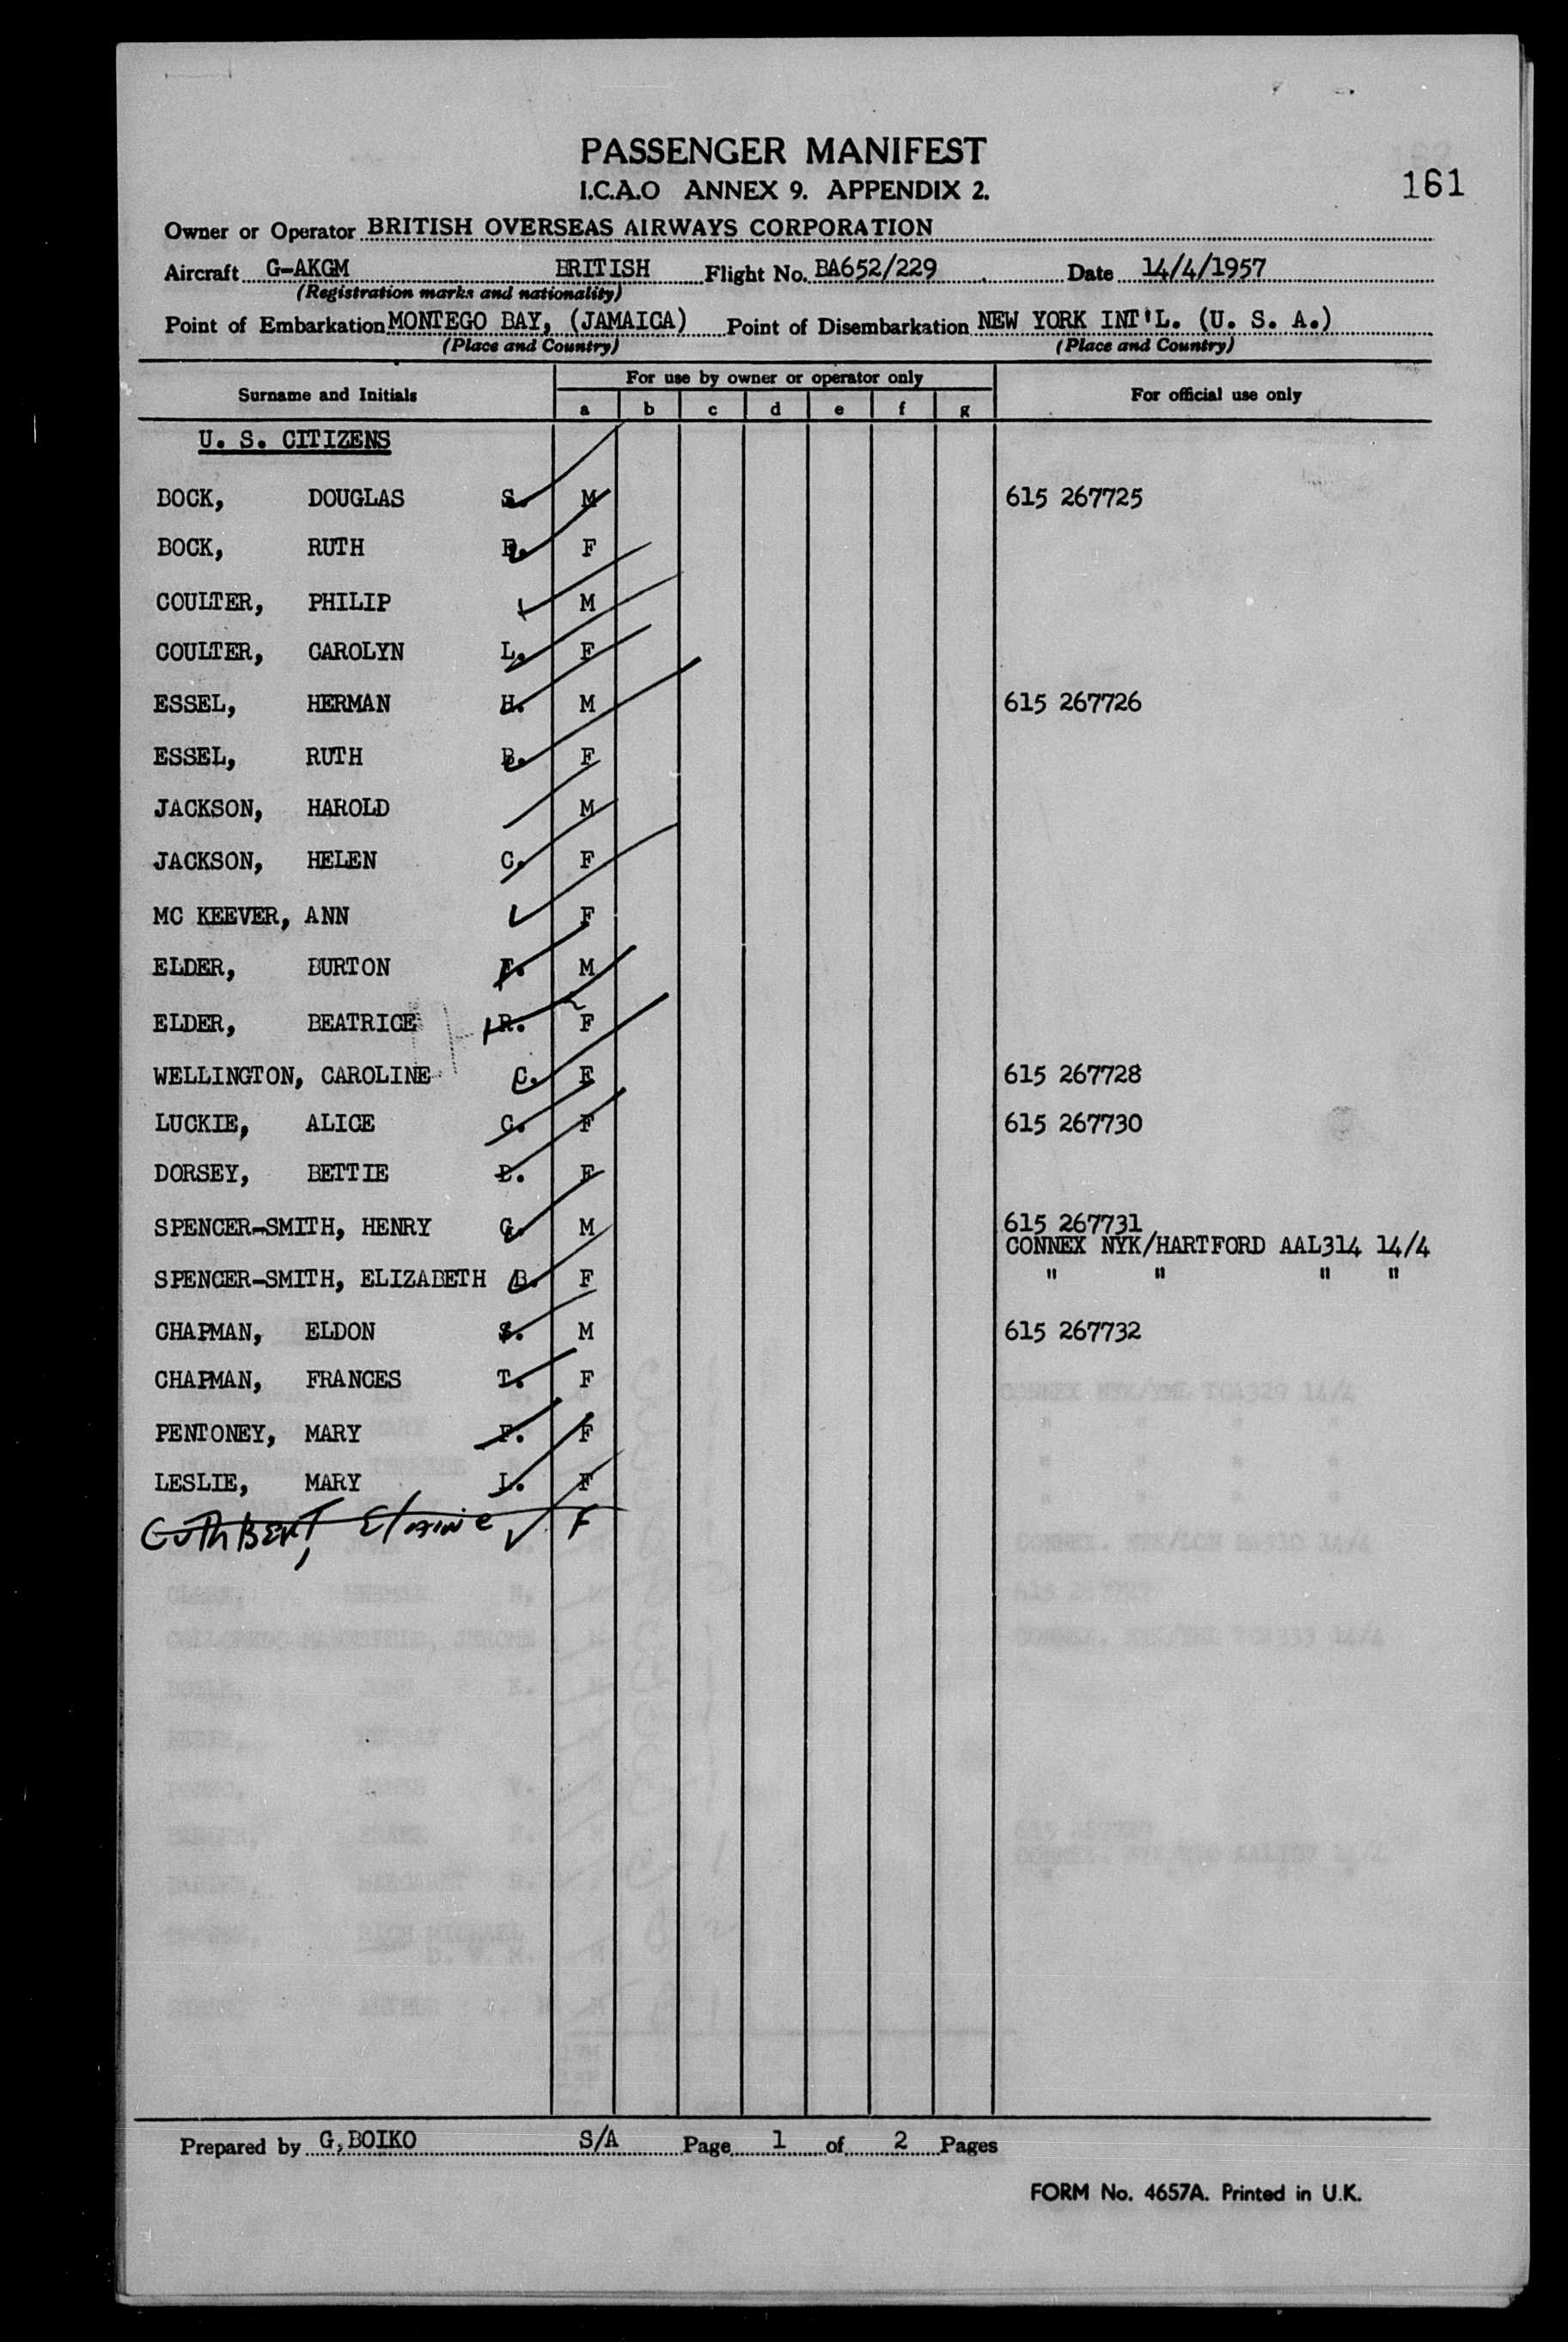 PASSENGER MANIFEST
I.C.A.O ANNEX 9. APPENDIX 2.
161
Owner or Operator BRITISH OVERSEAS AIRWAYS CORPORATION
Aircraft G-AKGM BRITISH Flight No. BA652/229 Date 14/4/1957
(Registration marks and nationality)
Point of Embarkation MONTEGO BAY, (JAMAICA) Point of Disembarkation NEW YORK INT'L. (U. S. A.)
(Place and Country) (Place and Country)
Surname and Initials For use by owner or operator only For official use only
a b c d e f g
U. S. CITIZENS
BOCK, DOUGLAS S. M 615 267725
BOCK, RUTH F
COULTER, PHILIP M
COULTER, CAROLYN L. F
ESSEL, HERMAN H. M 615 267726
ESSEL, RUTH B. F
JACKSON, HAROLD M
JACKSON, HELEN C. F
MC KEEVER, ANN F
ELDER, BURTON M
ELDER, BEATRICE R. F
WELLINGTON, CAROLINE C. F 615 267728
LUCKIE, ALICE C. F 615 267730
DORSEY, BETTIE F
SPENCER-SMITH, HENRY G. M 615 267731
CONNEX NYK/HARTFORD AAL314 14/4
SPENCER-SMITH, ELIZABETH B. F " " " "
CHAPMAN, ELDON S. M 615 267732
CHAPMAN, FRANCES T. F
PENTONEY, MARY F. F
LESLIE, MARY L. F
CuthBERT, Elaine F
Prepared by G,BOIKO S/A Page 1 of 2 Pages
FORM No. 4657A. Printed in U.K.